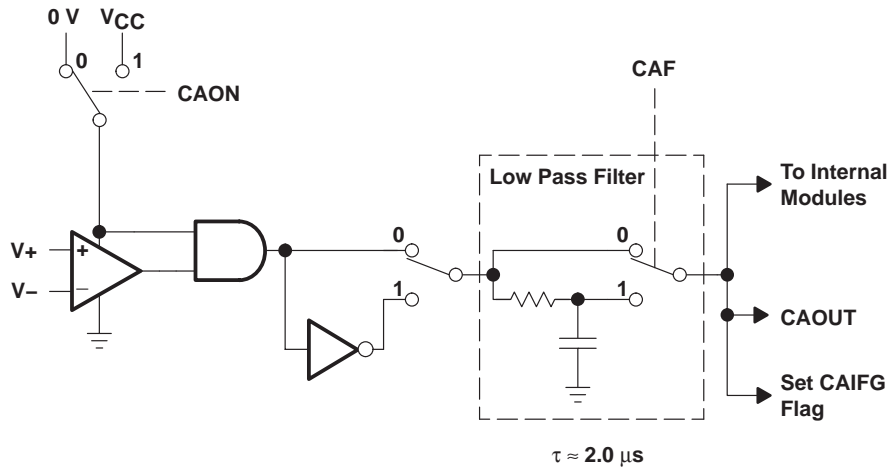 0 V
VCC
0
1
CAON
CAF
Low Pass Filter
To Internal
Modules
V+
+
V−
−
0
1
0
1
CAOUT
Set CAIFG
Flag
τ ≈ 2.0 μs